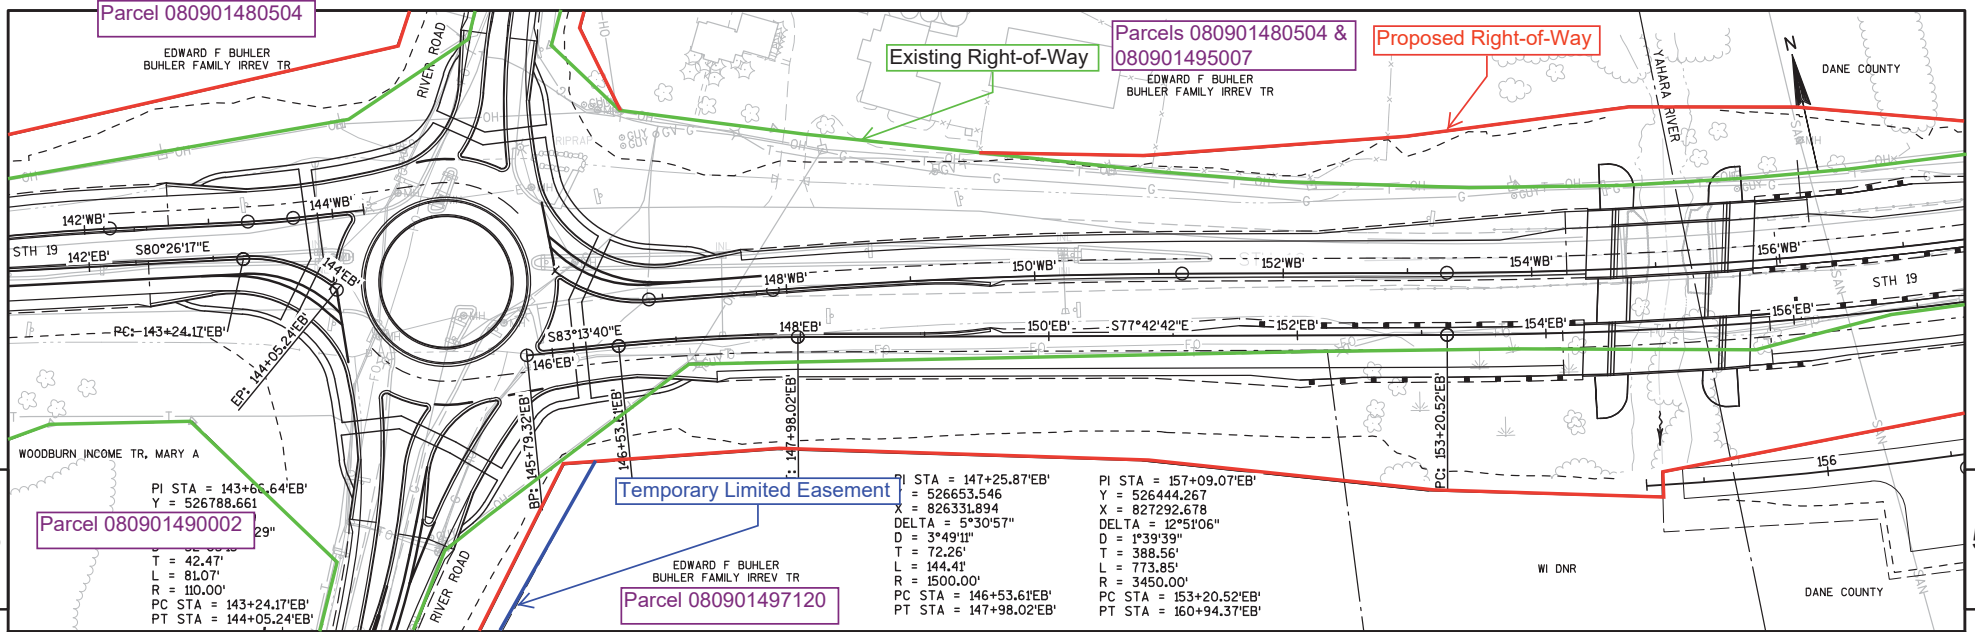 Parcel 080901480504
EDWARD F BUHLER
BUHLER FAMILY IRREV TR
RIVER ROAD
Existing Right-of-Way
Parcels 080901480504 &
080901495007
EDWARD F BUHLER
BUHLER FAMILY IRREV TR
Proposed Right-of-Way
YAHARA RIVER
N
DANE COUNTY
142'WB
144'WB
STH 19
142'EB
S80°26'17"E
144'EB
PC: 143+24.17'EB'
EP: 144+05.24'EB'
148'WB
150'WB
152'WB
154'WB
156'WB
STH 19
S83°13'40"E
146'EB
148'EB
150'EB
S77°42'42"E
152'EB
154'EB
156'EB
BP: 145+79.32'EB'
146+53.61'EB'
147+98.02'EB'
PC: 153+20.52'EB'
WOODBURN INCOME TR, MARY A
PI STA = 143+66.64'EB'
Y = 526788.661
29"
Parcel 080901490002
T = 42.47'
L = 81.07'
R = 110.00'
PC STA = 143+24.17'EB'
PT STA = 144+05.24'EB'
RIVER ROAD
Temporary Limited Easement
EDWARD F BUHLER
BUHLER FAMILY IRREV TR
Parcel 080901497120
PI STA = 147+25.87'EB'
= 526653.546
X = 826331.894
DELTA = 5°30'57"
D = 3°49'11"
T = 72.26'
L = 144.41'
R = 1500.00'
PC STA = 146+53.61'EB'
PT STA = 147+98.02'EB'
PI STA = 157+09.07'EB'
Y = 526444.267
X = 827292.678
DELTA = 12°51'06"
D = 1°39'39"
T = 388.56'
L = 773.85'
R = 3450.00'
PC STA = 153+20.52'EB'
PT STA = 160+94.37'EB'
WI DNR
156
DANE COUNTY